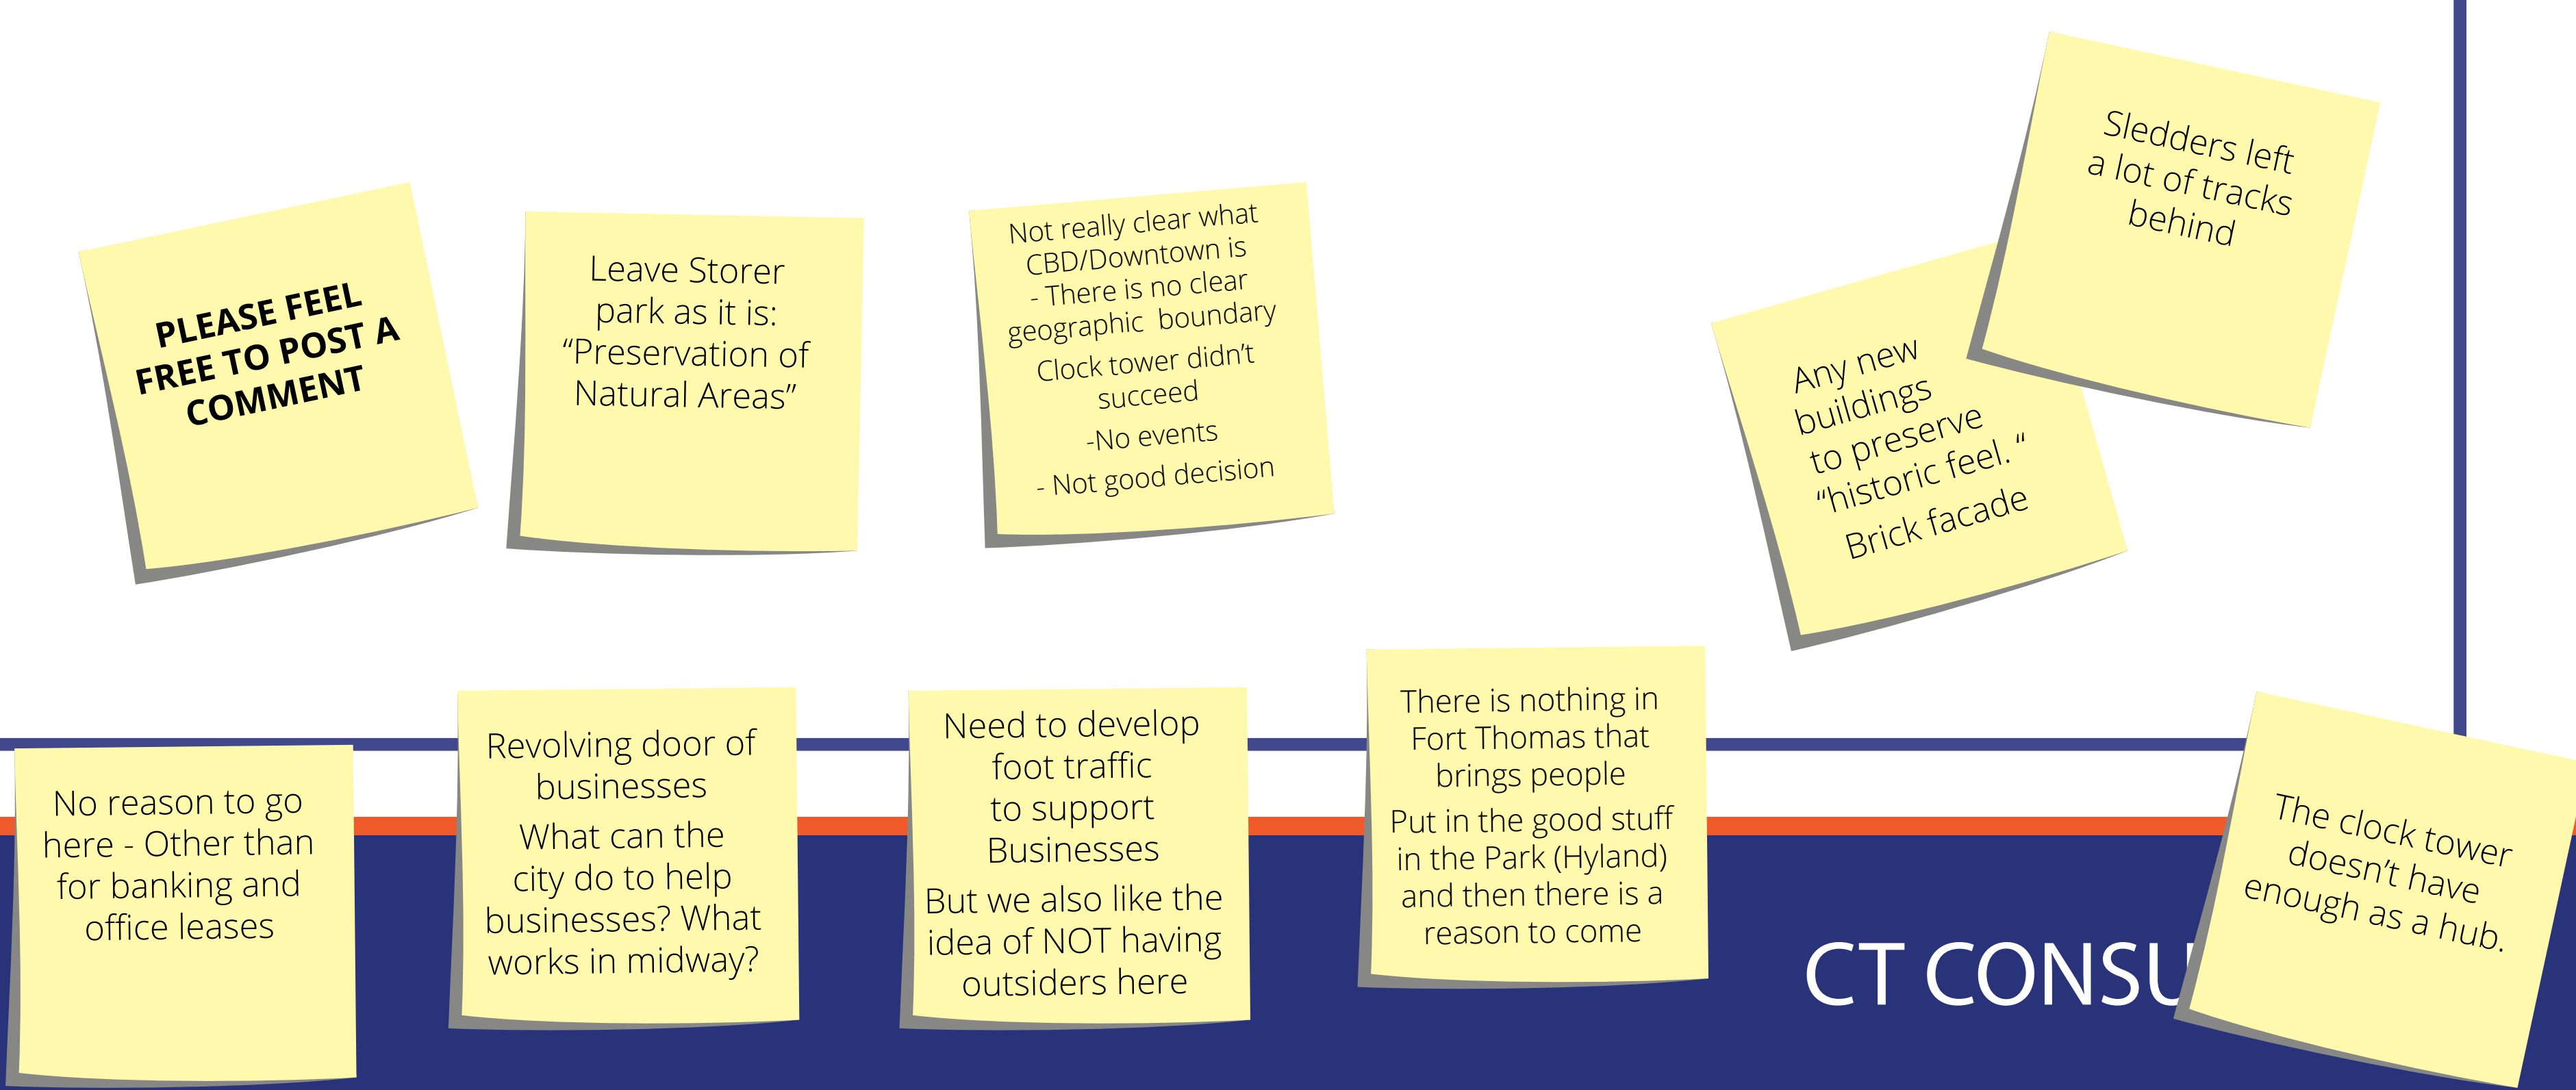 PLEASE FEEL
FREE TO POST A
COMMENT
Leave Storer
park as it is:
“Preservation of
Natural Areas”
Not really clear what
CBD/Downtown is
- There is no clear
geographic boundary
Clock tower didn’t
succeed
-No events
- Not good decision
Any new
buildings
to preserve
“historic feel. “
Brick facade
Sledders left
a lot of tracks
behind
No reason to go
here - Other than
for banking and
office leases
Revolving door of
businesses
What can the
city do to help
businesses? What
works in midway?
Need to develop
foot traffic
to support
Businesses
But we also like the
idea of NOT having
outsiders here
There is nothing in
Fort Thomas that
brings people
Put in the good stuff
in the Park (Hyland)
and then there is a
reason to come
The clock tower
doesn’t have
enough as a hub.
CT CONSU